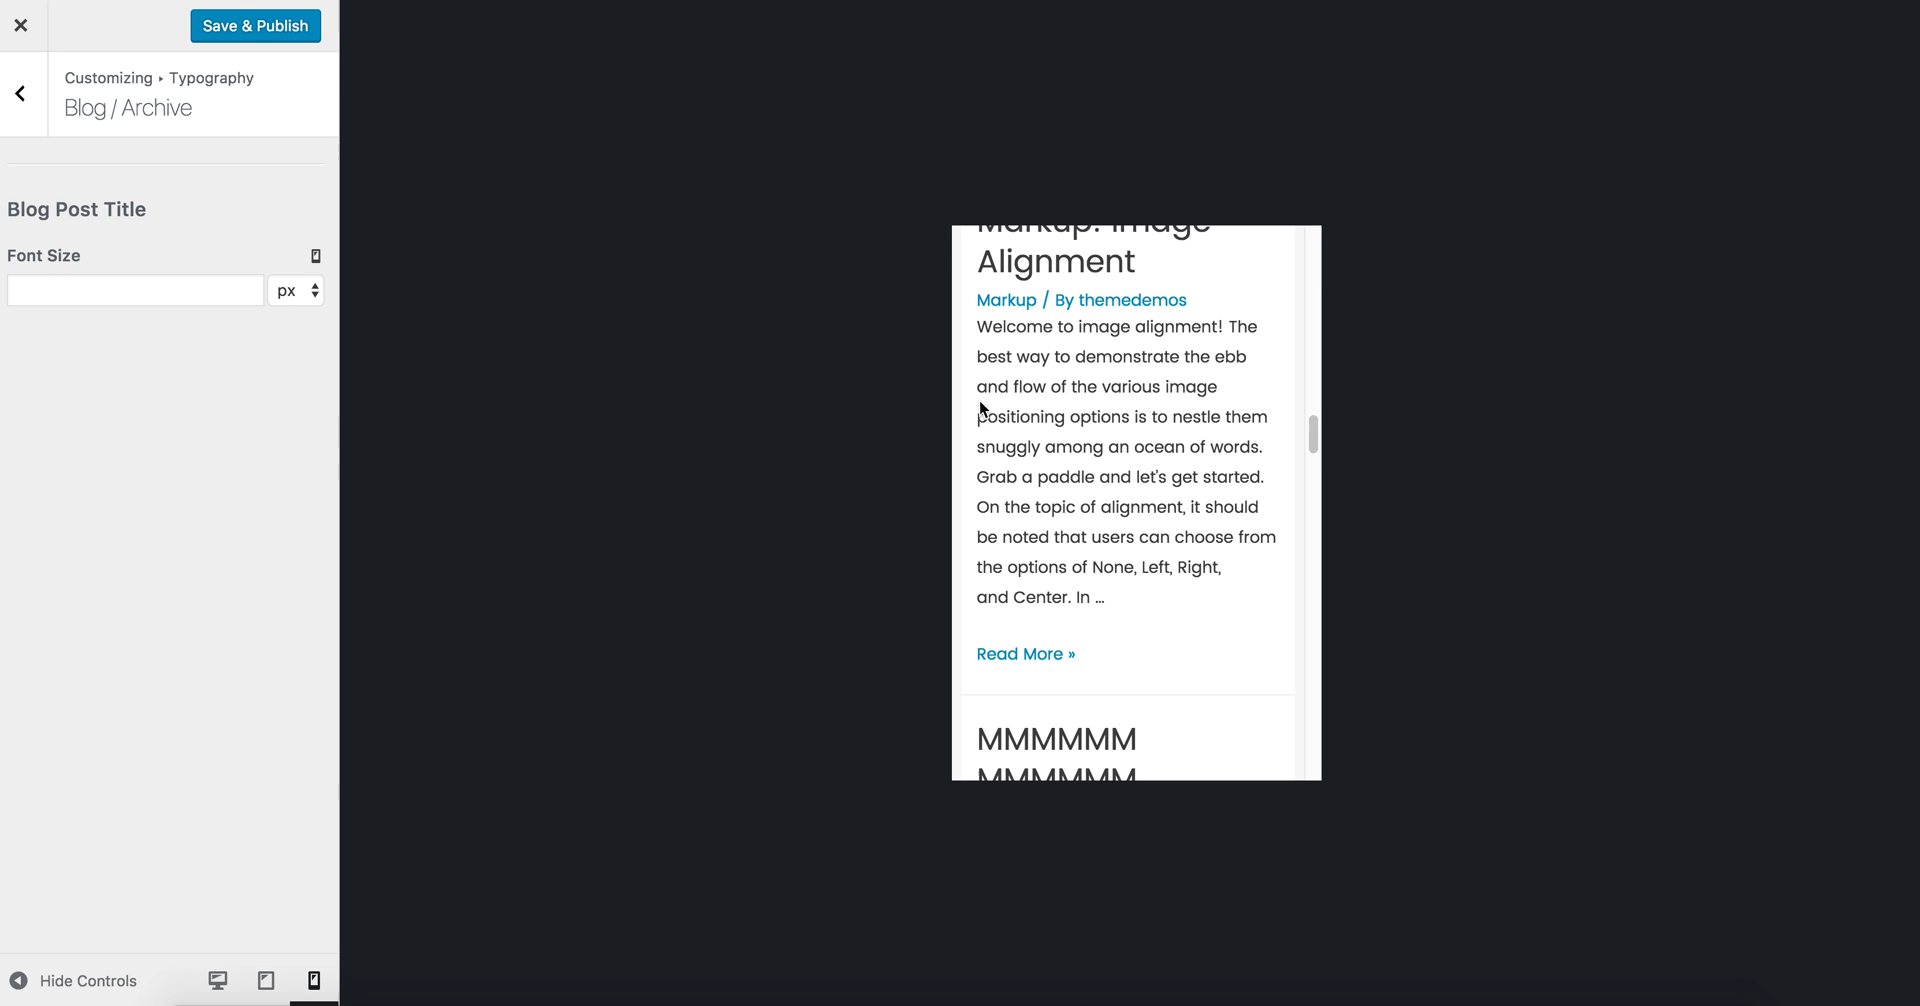 Save & Publish
Customizing ▸ Typography
Blog / Archive
Blog Post Title
Font Size
px
Hide Controls
Markup: Image
Alignment
Markup / By themedemos
Welcome to image alignment! The
best way to demonstrate the ebb
and flow of the various image
positioning options is to nestle them
snuggly among an ocean of words.
Grab a paddle and let's get started.
On the topic of alignment, it should
be noted that users can choose from
the options of None, Left, Right,
and Center. In ...
Read More »
MMMMMM
MMMMMM